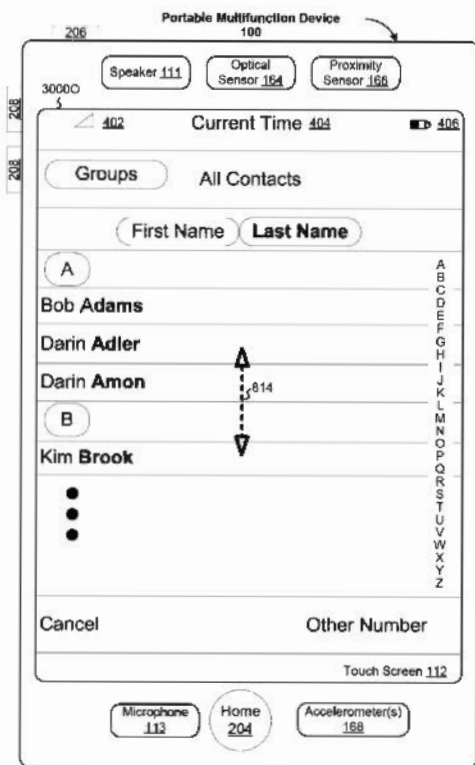 Portable Multifunction Device
100
206
Speaker 111
Optical Sensor 164
Proximity Sensor 166
3000O
208
208
402
Current Time 404
406
Groups
All Contacts
First Name
Last Name
A
Bob Adams
Darin Adler
Darin Amon
B
Kim Brook
814
A
B
C
D
E
F
G
H
I
J
K
L
M
N
O
P
Q
R
S
T
U
V
W
X
Y
Z
Cancel
Other Number
Touch Screen 112
Microphone 113
Home 204
Accelerometer(s) 168